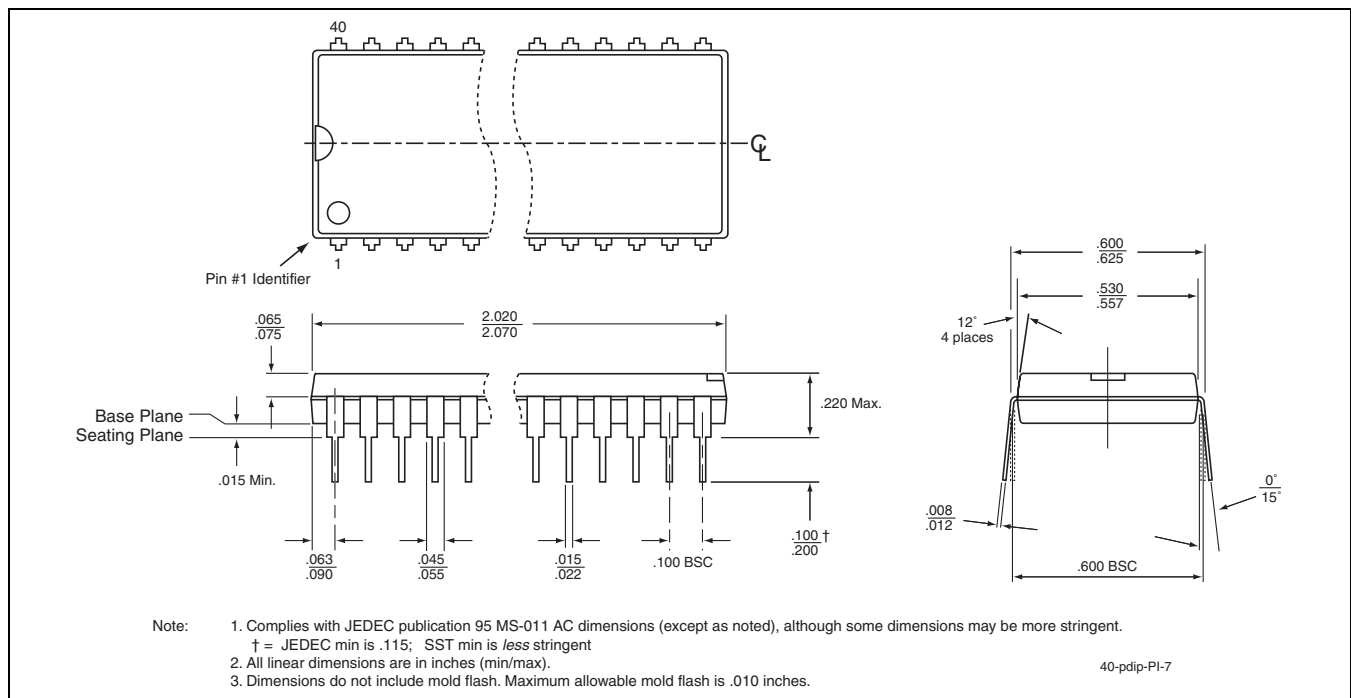 40
℄
1
Pin #1 Identifier
.600
.625
.530
.557
12°
4 places
.065
.075
2.020
2.070
.220 Max.
Base Plane
Seating Plane
.015 Min.
.063
.090
.045
.055
.015
.022
.100 BSC
.100 †
.200
.008
.012
0°
15°
.600 BSC
Note: 1. Complies with JEDEC publication 95 MS-011 AC dimensions (except as noted), although some dimensions may be more stringent.
† = JEDEC min is .115; SST min is less stringent
2. All linear dimensions are in inches (min/max).
3. Dimensions do not include mold flash. Maximum allowable mold flash is .010 inches.
40-pdip-PI-7